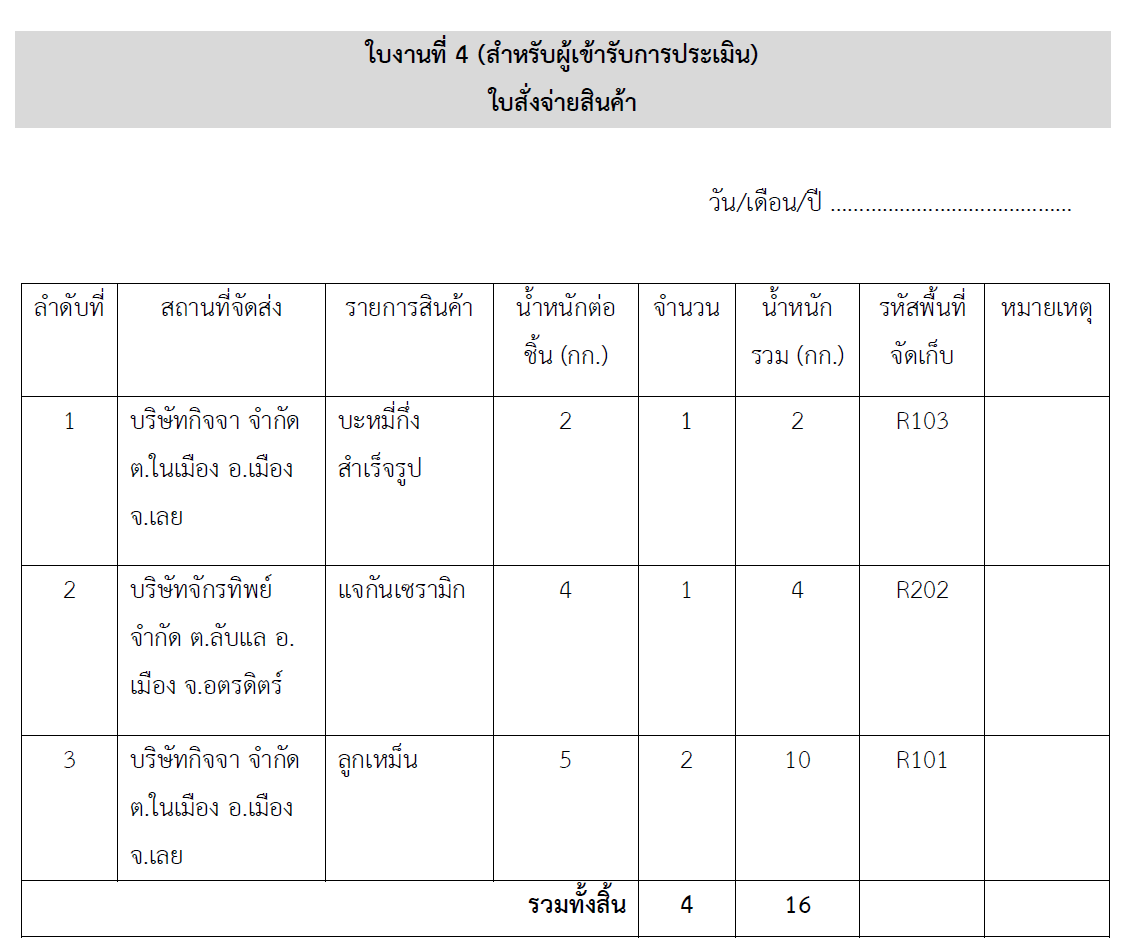 ใบงานที่ 4 (สำหรับผู้เข้ารับการประเมิน)
ใบสั่งจ่ายสินค้า
วัน/เดือน/ปี ..........................................
ลำดับที่ สถานที่จัดส่ง รายการสินค้า น้ำหนักต่อ จำนวน น้ำหนัก รหัสพื้นที่ หมายเหตุ
ชิ้น (กก.) รวม (กก.) จัดเก็บ
1 บริษัทกิจจา จำกัด บะหมี่กึ่ง 2 1 2 R103
ต.ในเมือง อ.เมือง สำเร็จรูป
จ.เลย
2 บริษัทจักรทิพย์ แจกันเซรามิก 4 1 4 R202
จำกัด ต.ลับแล อ.
เมือง จ.อตรดิตร์
3 บริษัทกิจจา จำกัด ลูกเหม็น 5 2 10 R101
ต.ในเมือง อ.เมือง
จ.เลย
รวมทั้งสิ้น 4 16